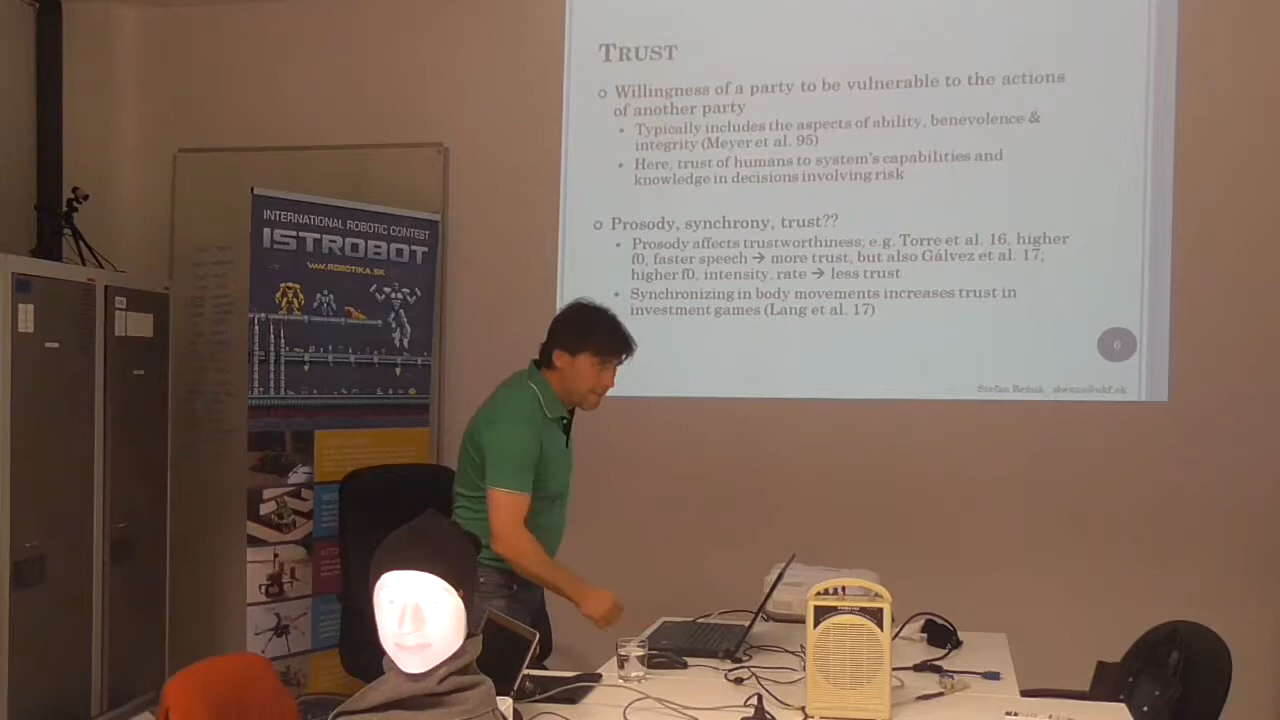 TRUST
Willingness of a party to be vulnerable to the actions
of another party
Typically includes the aspects of ability, benevolence &
integrity (Meyer et al. 95)
Here, trust of humans to system's capabilities and
knowledge in decisions involving risk
Prosody, synchrony, trust??
Prosody affects trustworthiness; e.g. Torre et al. 16, higher
f0, faster speech → more trust, but also Gálvez et al. 17;
higher f0, intensity, rate → less trust
Synchronizing in body movements increases trust in
investment games (Lang et al. 17)
6
Stefan Beňuš
INTERNATIONAL ROBOTIC CONTEST
ISTROBOT
WWW.ROBOTIKA.SK